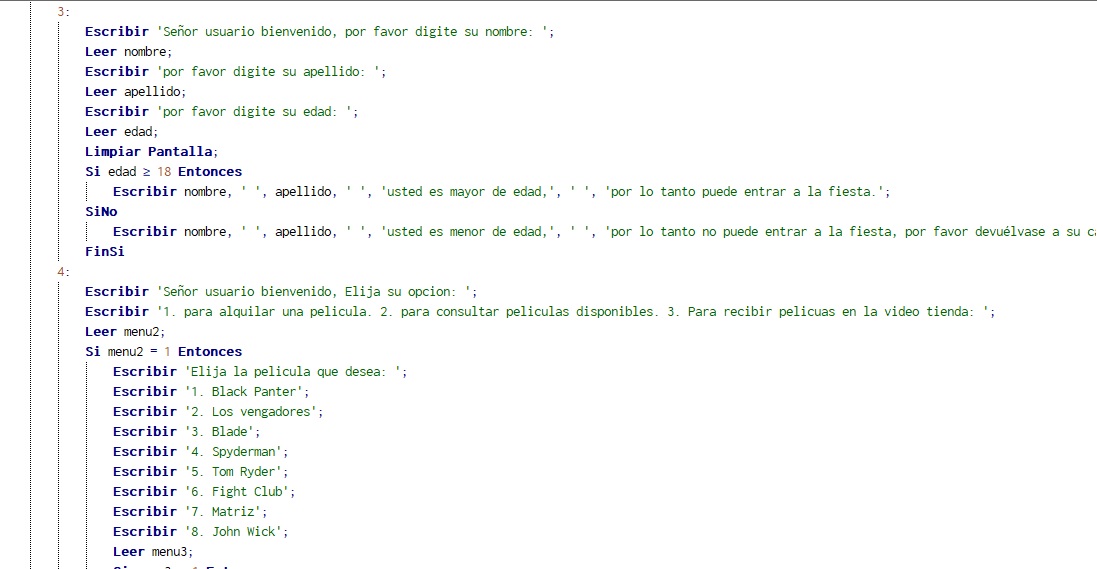 3:
Escribir 'Señor usuario bienvenido, por favor digite su nombre: ';
Leer nombre;
Escribir 'por favor digite su apellido: ';
Leer apellido;
Escribir 'por favor digite su edad: ';
Leer edad;
Limpiar Pantalla;
Si edad ≥ 18 Entonces
Escribir nombre, ' ', apellido, ' ', 'usted es mayor de edad,', ' ', 'por lo tanto puede entrar a la fiesta.';
SiNo
Escribir nombre, ' ', apellido, ' ', 'usted es menor de edad,', ' ', 'por lo tanto no puede entrar a la fiesta, por favor devuélvase a su
FinSi
4:
Escribir 'Señor usuario bienvenido, Elija su opcion: ';
Escribir '1. para alquilar una pelicula. 2. para consultar peliculas disponibles. 3. Para recibir pelicuas en la video tienda: ';
Leer menu2;
Si menu2 = 1 Entonces
Escribir 'Elija la pelicula que desea: ';
Escribir '1. Black Panter';
Escribir '2. Los vengadores';
Escribir '3. Blade';
Escribir '4. Spyderman';
Escribir '5. Tom Ryder';
Escribir '6. Fight Club';
Escribir '7. Matriz';
Escribir '8. John Wick';
Leer menu3;